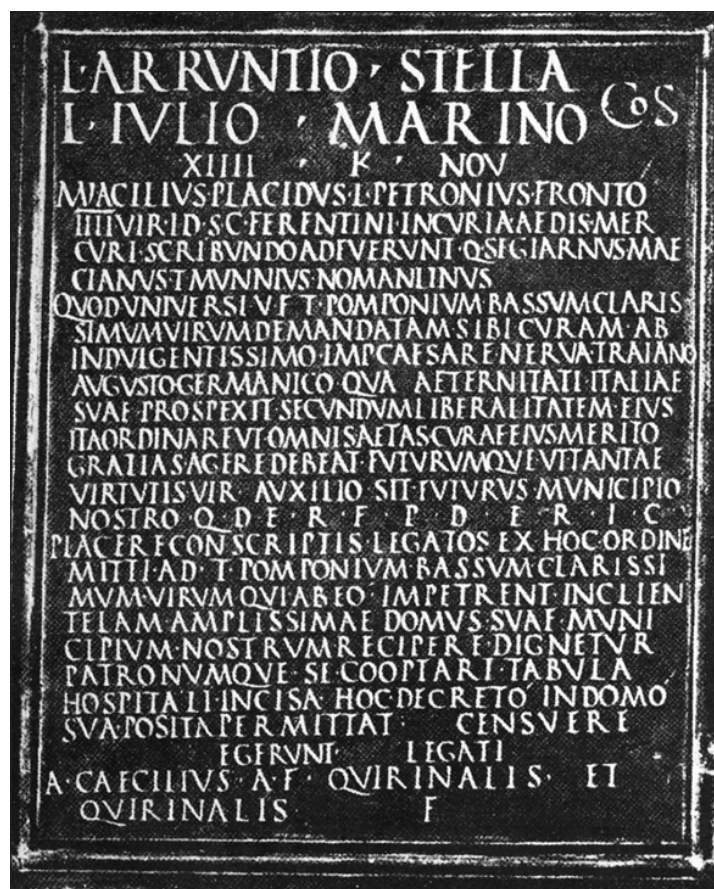 L·ARRVNTIO · STELLA
L·IVLIO · MARINO COS
XIIII · K · NOV
M·ACILIVS·PLACIDVS·L·PETRONIVS·FRONTO
IIIIVIR·I·D·S·C·FERENTINI·INCVRIA·AEDIS·MER
CVRI·SCRIBVNDO·ADFVERVNT·Q·SEGIARNVS·MAE
CIANVS·T·MVNNIVS·NOMANTINVS
QVOD·VNIVERSI·V·F·T·POMPONIVM·BASSVM·CLARIS
SIMVM·VIRVM·DEMANDATAM·SIBI·CVRAM·AB
INDVLGENTISSIMO·IMP·CAESARE·NERVA·TRAIANO
AVGVSTO·GERMANICO·QVA AETERNITATI·ITALIAE
SVAE PROSPEXIT·SECVNDVM·LIBERALITATEM·EIVS
ITA·ORDINARE·VT·OMNIS·AETAS·CVRAE·EIVS·MERITO
GRATIAS·AGERE·DEBEAT·FVTVRVMQVE·VT·TANTAE
VIRTVTIS·VIR· AVXILIO SIT·FVTVRVS MVNICIPIO
NOSTRO·Q·D·E·R·F·P·D·E·R·I·C
PLACERE·CONSCRIPTIS·LEGATOS EX·HOC·ORDINE
MITTI·AD·T·POMPONIVM·BASSVM·CLARISSI
MVM·VIRVM·QVI·AB·EO·IMPETRENT·IN·CLIEN
TELAM·AMPLISSIMAE DOMVS·SVAE·MVNI
CIPIVM·NOSTRVM·RECIPERE·DIGNETVR
PATRONVMQVE·SE·COOPTARI·TABVLA
HOSPITALI·INCISA·HOC·DECRETO·IN·DOMO
SVA·POSITA·PERMITTAT· CENSVERE
EGERVNT· LEGATI
A·CAECILIVS·A·F·QVIRINALIS· ET
QVIRINALIS· F